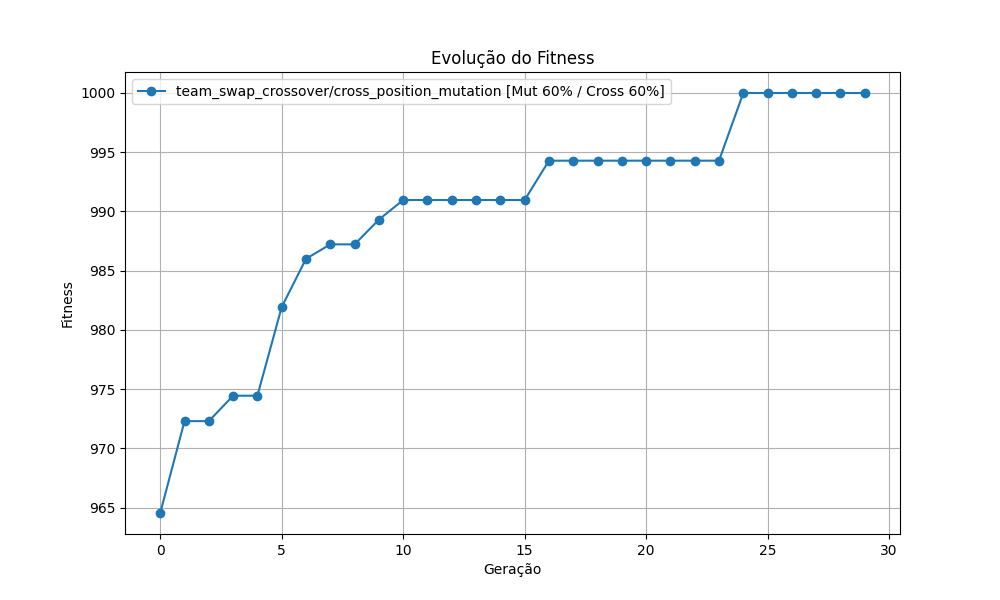 Evolução do Fitness
team_swap_crossover/cross_position_mutation [Mut 60% / Cross 60%]
1000
995
990
985
980
975
970
965
Fitness
0 5 10 15 20 25 30
Geração